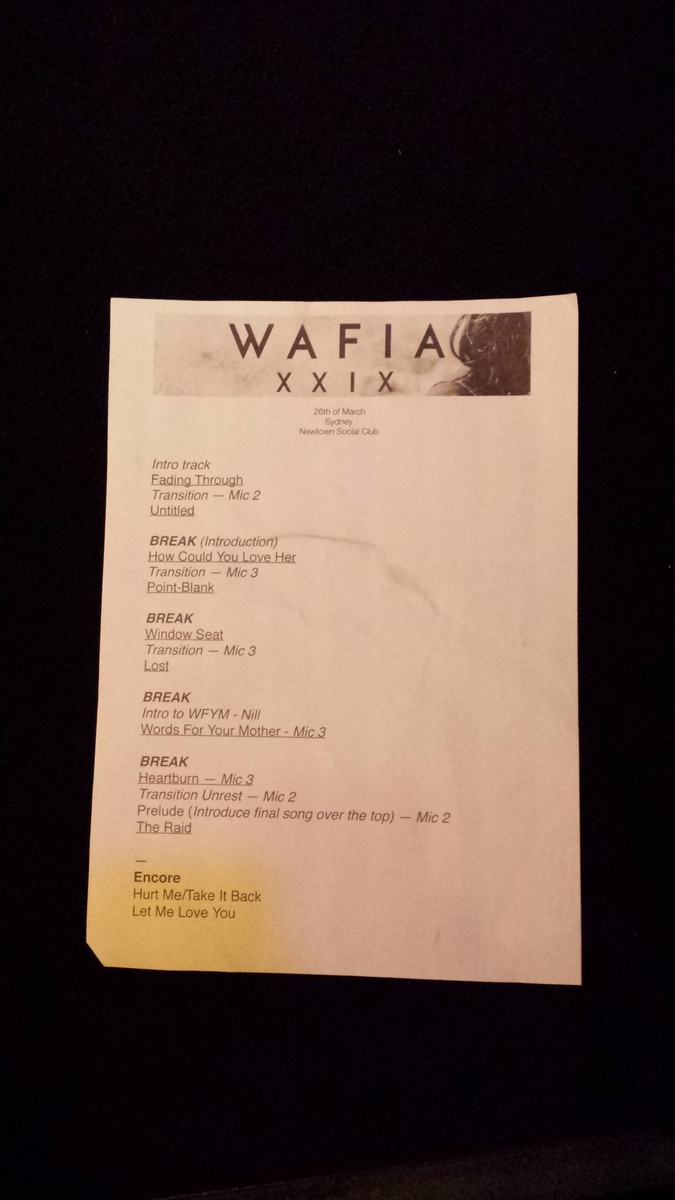 WAFIA
XXIX
26th of March
Sydney
Newtown Social Club
Intro track
Fading Through
Transition — Mic 2
Untitled
BREAK (Introduction)
How Could You Love Her
Transition — Mic 3
Point-Blank
BREAK
Window Seat
Transition — Mic 3
Lost
BREAK
Intro to WFYM - Nill
Words For Your Mother - Mic 3
BREAK
Heartburn — Mic 3
Transition Unrest — Mic 2
Prelude (Introduce final song over the top) — Mic 2
The Raid
—
Encore
Hurt Me/Take It Back
Let Me Love You